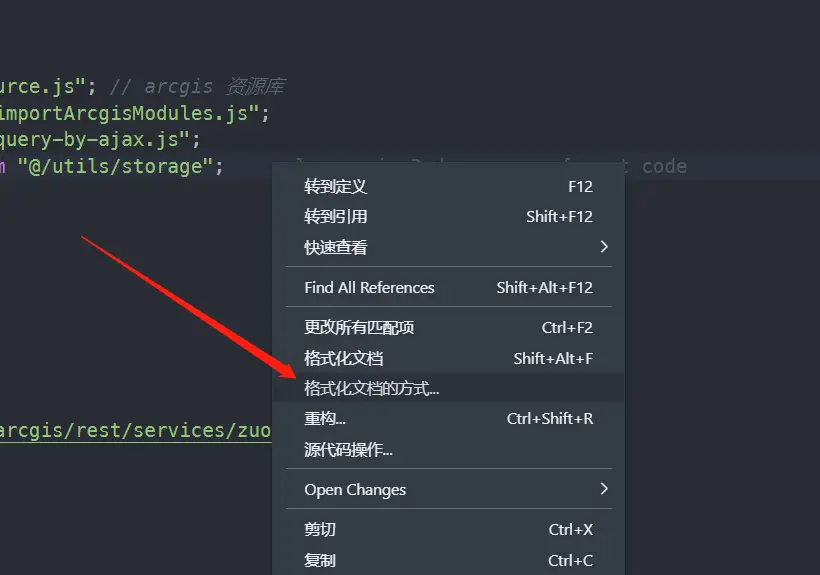 urce.js"; // arcgis 资源库
importArcgisModules.js";
query-by-ajax.js";
m "@/utils/storage"; code
转到定义 F12
转到引用 Shift+F12
快速查看
Find All References Shift+Alt+F12
更改所有匹配项 Ctrl+F2
格式化文档 Shift+Alt+F
格式化文档的方式...
arcgis/rest/services/zuo
重构... Ctrl+Shift+R
源代码操作...
Open Changes
剪切 Ctrl+X
复制 Ctrl+C